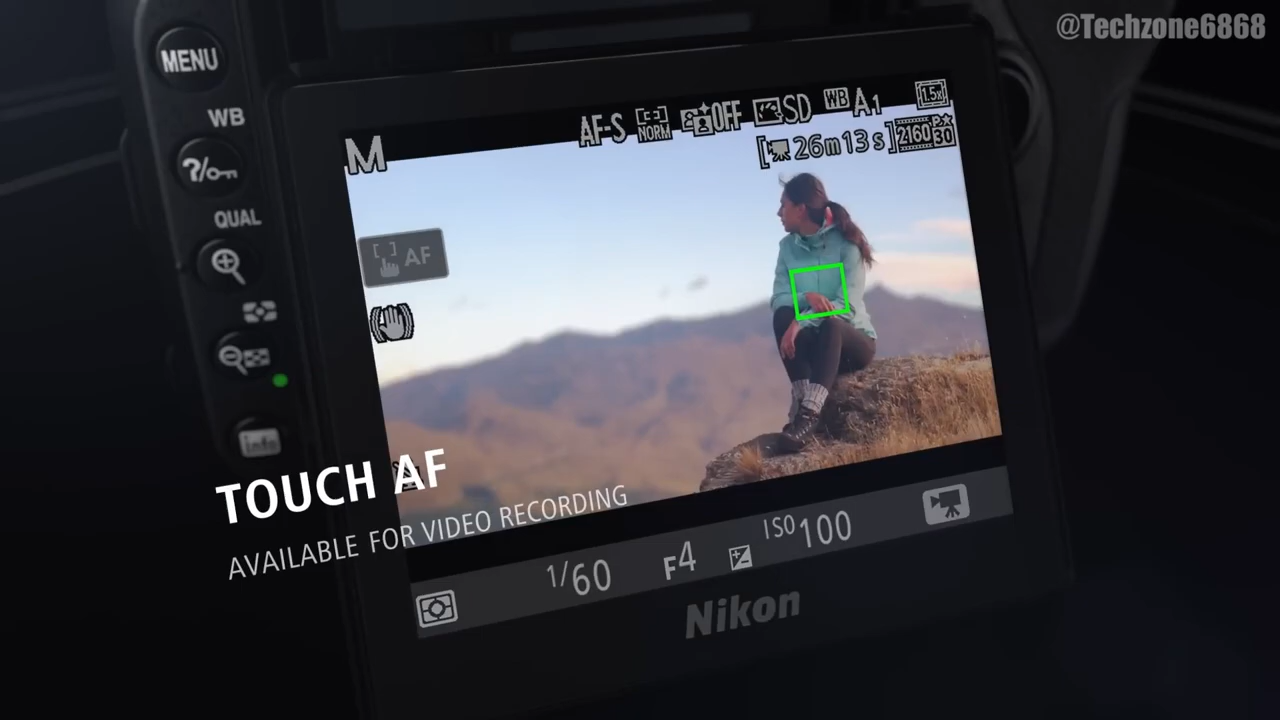 @Techzone6868
MENU
WB
?/
QUAL
info
M
AF-S
NORM
OFF
SD
WB A1
1.5x
[26m13s]
2160 30
AF
TOUCH AF
AVAILABLE FOR VIDEO RECORDING
1/60
F4
ISO 100
Nikon